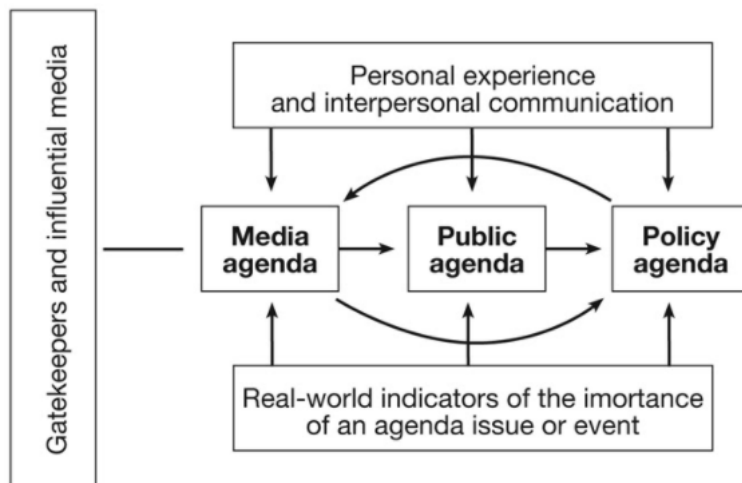 Gatekeepers and influential media
Personal experience
and interpersonal communication
Media
agenda
Public
agenda
Policy
agenda
Real-world indicators of the imortance
of an agenda issue or event